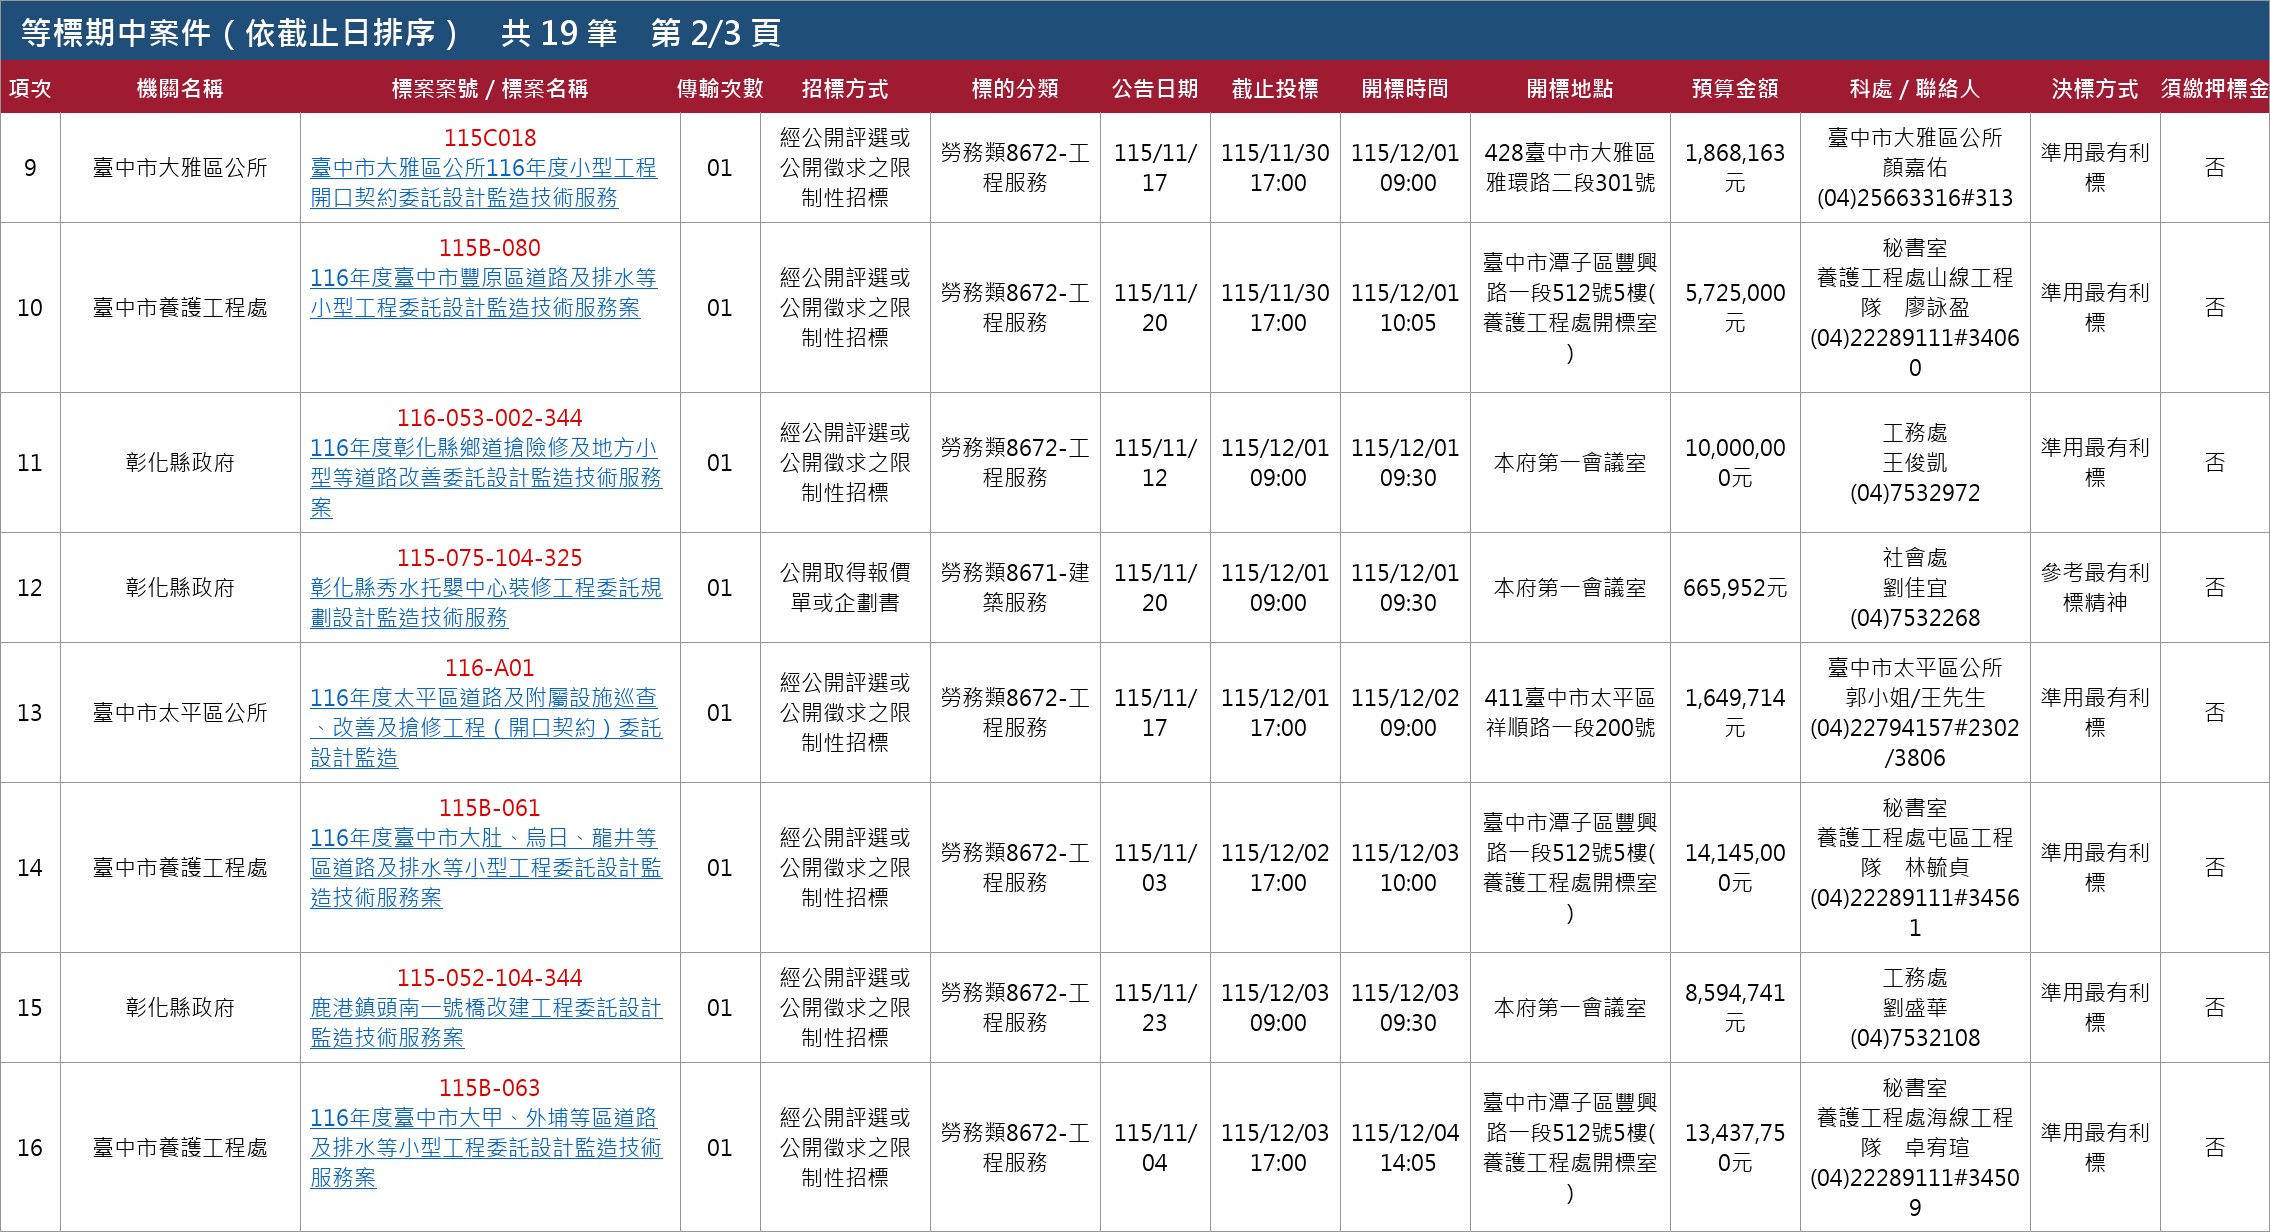 等標期中案件（依截止日排序）　共 19 筆　第 2/3 頁
項次
機關名稱
標案案號 / 標案名稱
傳輸次數
招標方式
標的分類
公告日期
截止投標
開標時間
開標地點
預算金額
科處 / 聯絡人
決標方式
須繳押標金
9
臺中市大雅區公所
115C018
臺中市大雅區公所116年度小型工程
開口契約委託設計監造技術服務
01
經公開評選或
公開徵求之限
制性招標
勞務類8672-工
程服務
115/11/
17
115/11/30
17:00
115/12/01
09:00
428臺中市大雅區
雅環路二段301號
1,868,163
元
臺中市大雅區公所
顏嘉佑
(04)25663316#313
準用最有利
標
否
10
臺中市養護工程處
115B-080
116年度臺中市豐原區道路及排水等
小型工程委託設計監造技術服務案
01
經公開評選或
公開徵求之限
制性招標
勞務類8672-工
程服務
115/11/
20
115/11/30
17:00
115/12/01
10:05
臺中市潭子區豐興
路一段512號5樓(
養護工程處開標室
)
5,725,000
元
秘書室
養護工程處山線工程
隊　廖詠盈
(04)22289111#3406
0
準用最有利
標
否
11
彰化縣政府
116-053-002-344
116年度彰化縣鄉道搶險修及地方小
型等道路改善委託設計監造技術服務
案
01
經公開評選或
公開徵求之限
制性招標
勞務類8672-工
程服務
115/11/
12
115/12/01
09:00
115/12/01
09:30
本府第一會議室
10,000,00
0元
工務處
王俊凱
(04)7532972
準用最有利
標
否
12
彰化縣政府
115-075-104-325
彰化縣秀水托嬰中心裝修工程委託規
劃設計監造技術服務
01
公開取得報價
單或企劃書
勞務類8671-建
築服務
115/11/
20
115/12/01
09:00
115/12/01
09:30
本府第一會議室
665,952元
社會處
劉佳宜
(04)7532268
參考最有利
標精神
否
13
臺中市太平區公所
116-A01
116年度太平區道路及附屬設施巡查
、改善及搶修工程（開口契約）委託
設計監造
01
經公開評選或
公開徵求之限
制性招標
勞務類8672-工
程服務
115/11/
17
115/12/01
17:00
115/12/02
09:00
411臺中市太平區
祥順路一段200號
1,649,714
元
臺中市太平區公所
郭小姐/王先生
(04)22794157#2302
/3806
準用最有利
標
否
14
臺中市養護工程處
115B-061
116年度臺中市大肚、烏日、龍井等
區道路及排水等小型工程委託設計監
造技術服務案
01
經公開評選或
公開徵求之限
制性招標
勞務類8672-工
程服務
115/11/
03
115/12/02
17:00
115/12/03
10:00
臺中市潭子區豐興
路一段512號5樓(
養護工程處開標室
)
14,145,00
0元
秘書室
養護工程處屯區工程
隊　林毓貞
(04)22289111#3456
1
準用最有利
標
否
15
彰化縣政府
115-052-104-344
鹿港鎮頭南一號橋改建工程委託設計
監造技術服務案
01
經公開評選或
公開徵求之限
制性招標
勞務類8672-工
程服務
115/11/
23
115/12/03
09:00
115/12/03
09:30
本府第一會議室
8,594,741
元
工務處
劉盛華
(04)7532108
準用最有利
標
否
16
臺中市養護工程處
115B-063
116年度臺中市大甲、外埔等區道路
及排水等小型工程委託設計監造技術
服務案
01
經公開評選或
公開徵求之限
制性招標
勞務類8672-工
程服務
115/11/
04
115/12/03
17:00
115/12/04
14:05
臺中市潭子區豐興
路一段512號5樓(
養護工程處開標室
)
13,437,75
0元
秘書室
養護工程處海線工程
隊　卓宥瑄
(04)22289111#3450
9
準用最有利
標
否